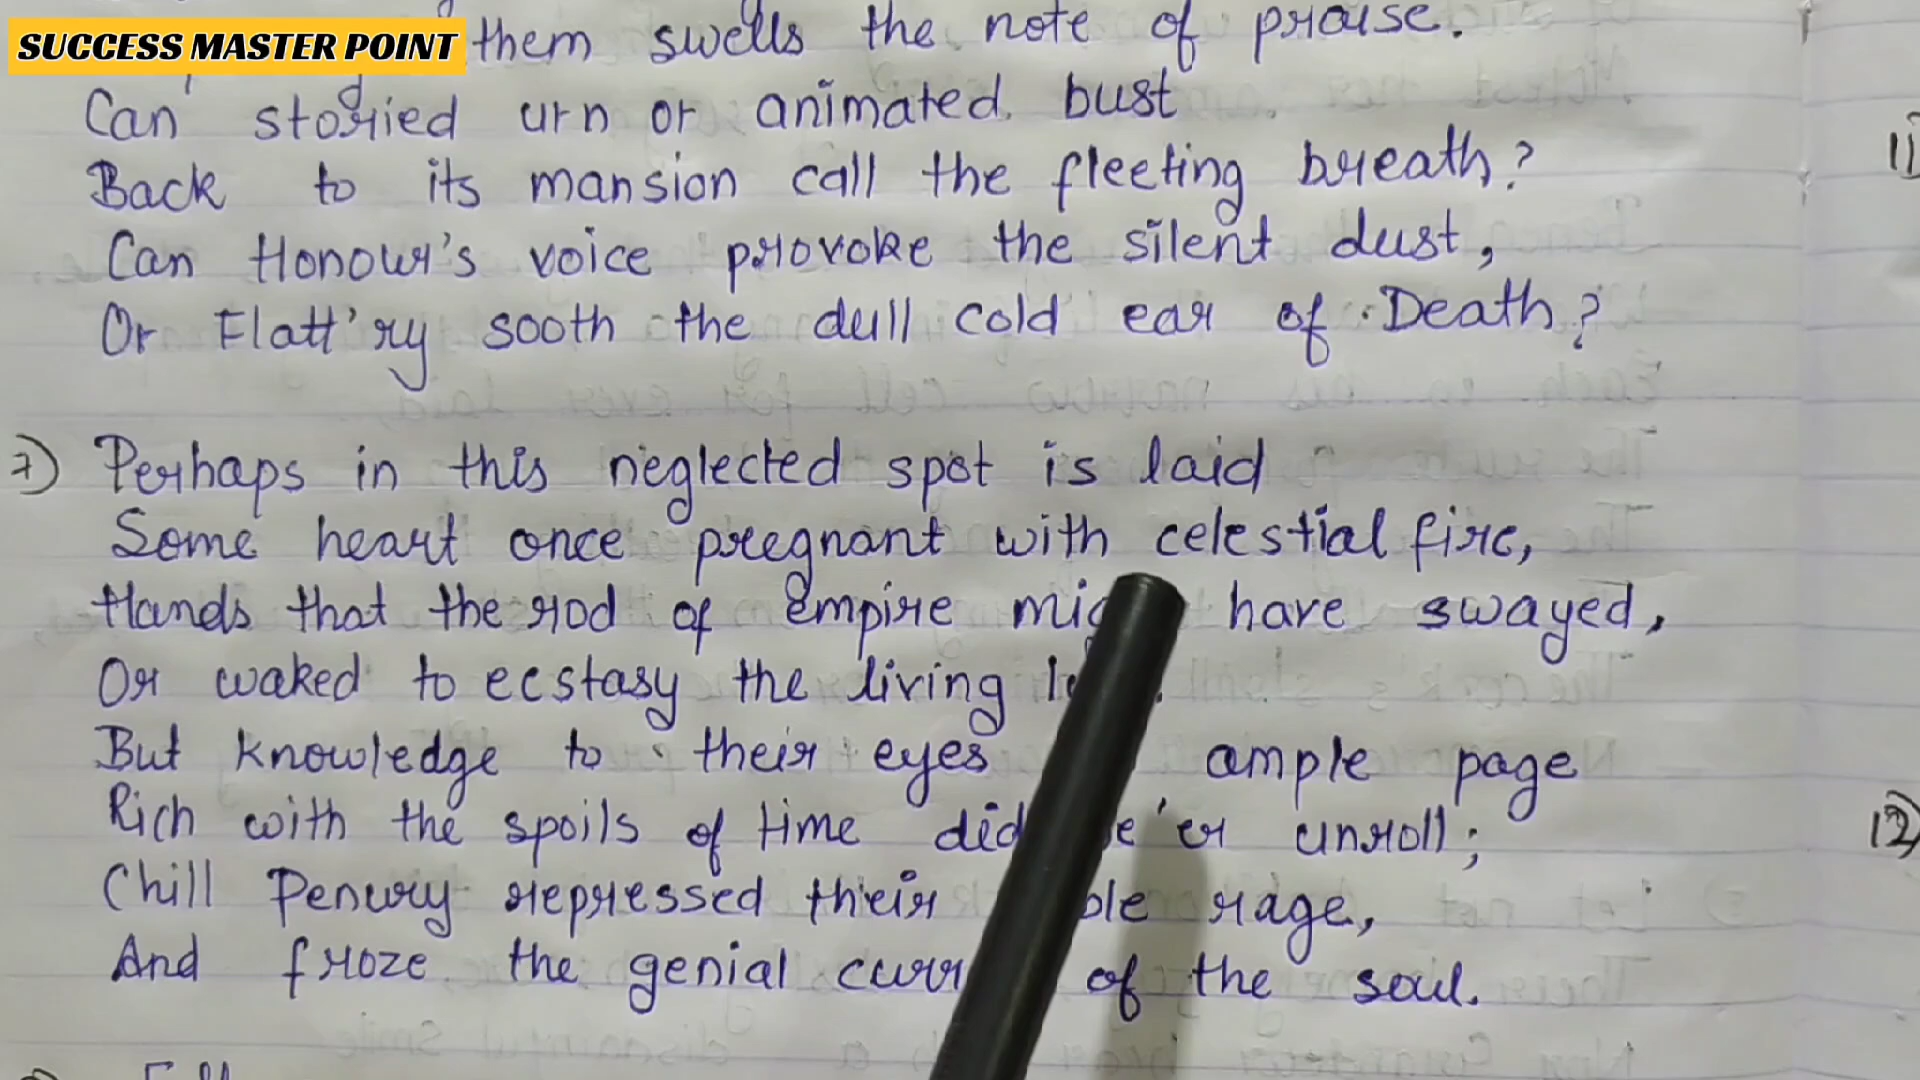 SUCCESS MASTER POINT
them swells the note of praise.
Can storied urn or animated bust
Back to its mansion call the fleeting breath?
Can Honour's voice provoke the silent dust,
Or Flatt'ry sooth the dull cold ear of Death?
7) Perhaps in this neglected spot is laid
Some heart once pregnant with celestial fire,
Hands that the rod of empire have swayed,
Or waked to ecstasy the living
But knowledge to their eyes ample page
Rich with the spoils of time did unroll;
Chill Penury repressed their rage,
And froze the genial of the soul.
11)
12)